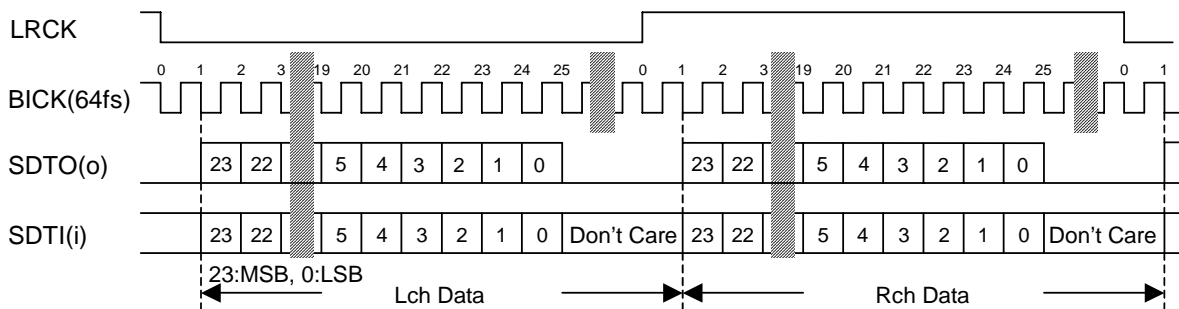 LRCK
0 1 2 3 19 20 21 22 23 24 25 0 1 2 3 19 20 21 22 23 24 25 0 1
BICK(64fs)
SDTO(o) 23 22 5 4 3 2 1 0 23 22 5 4 3 2 1 0
SDTI(i) 23 22 5 4 3 2 1 0 Don't Care 23 22 5 4 3 2 1 0 Don't Care
23:MSB, 0:LSB
Lch Data Rch Data